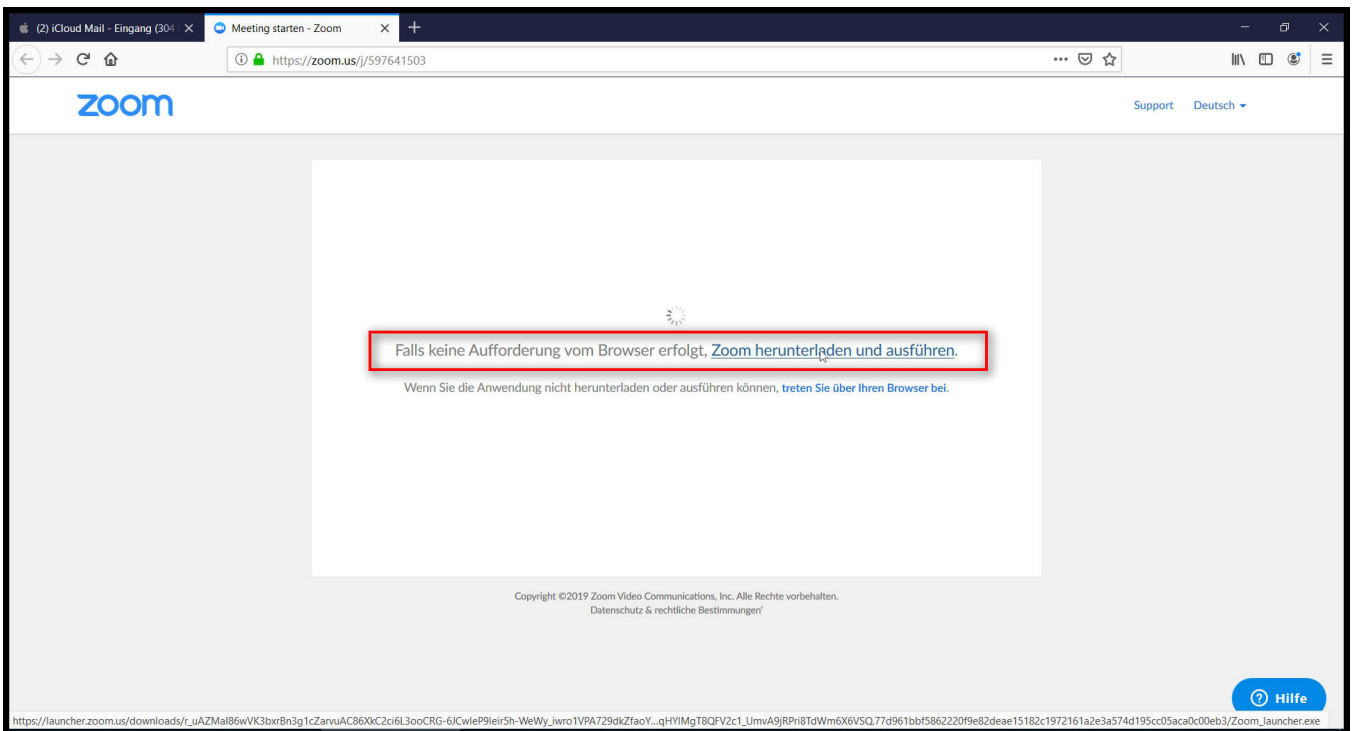 (2) iCloud Mail - Eingang (304
Meeting starten - Zoom
https://zoom.us/j/597641503
zoom
Support
Deutsch
Falls keine Aufforderung vom Browser erfolgt, Zoom herunterladen und ausführen.
Wenn Sie die Anwendung nicht herunterladen oder ausführen können, treten Sie über Ihren Browser bei.
Copyright ©2019 Zoom Video Communications, Inc. Alle Rechte vorbehalten.
Datenschutz & rechtliche Bestimmungen'
Hilfe